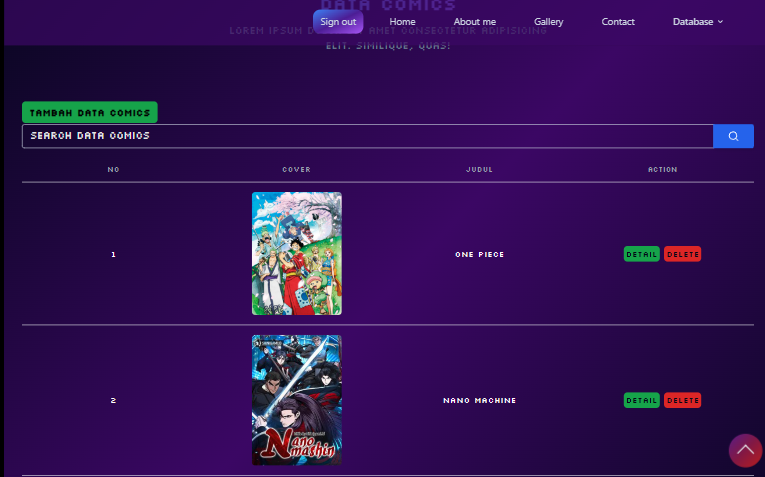 DATA COMICS
Sign out
Home
About me
Gallery
Contact
Database
LOREM IPSUM D AMET CONSECTETUR ADIPISICING
ELIT. SIMILIQUE, QUAS!
TAMBAH DATA COMICS
SEARCH DATA COMICS
NO COVER JUDUL ACTION
1 ONE PIECE DETAIL DELETE
Nano
mashin
2 NANO MACHINE DETAIL DELETE